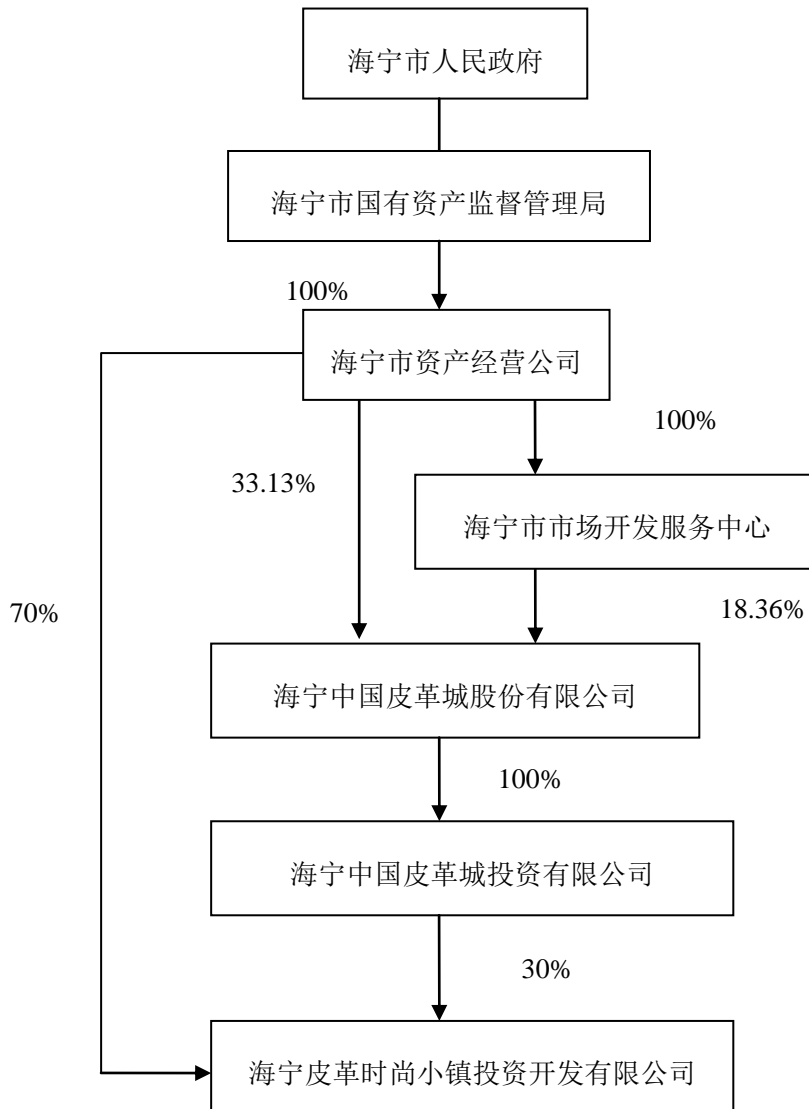 海宁市人民政府
海宁市国有资产监督管理局
100%
海宁市资产经营公司
100%
33.13%
海宁市市场开发服务中心
70%
18.36%
海宁中国皮革城股份有限公司
100%
海宁中国皮革城投资有限公司
30%
海宁皮革时尚小镇投资开发有限公司